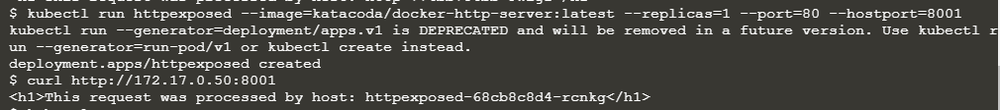 $ kubectl run httpexposed --image=katacoda/docker-http-server:latest --replicas=1 --port=80 --hostport=8001
kubectl run --generator=deployment/apps.v1 is DEPRECATED and will be removed in a future version. Use kubectl r
un --generator=run-pod/v1 or kubectl create instead.
deployment.apps/httpexposed created
$ curl http://172.17.0.50:8001
<h1>This request was processed by host: httpexposed-68cb8c8d4-rcnkg</h1>